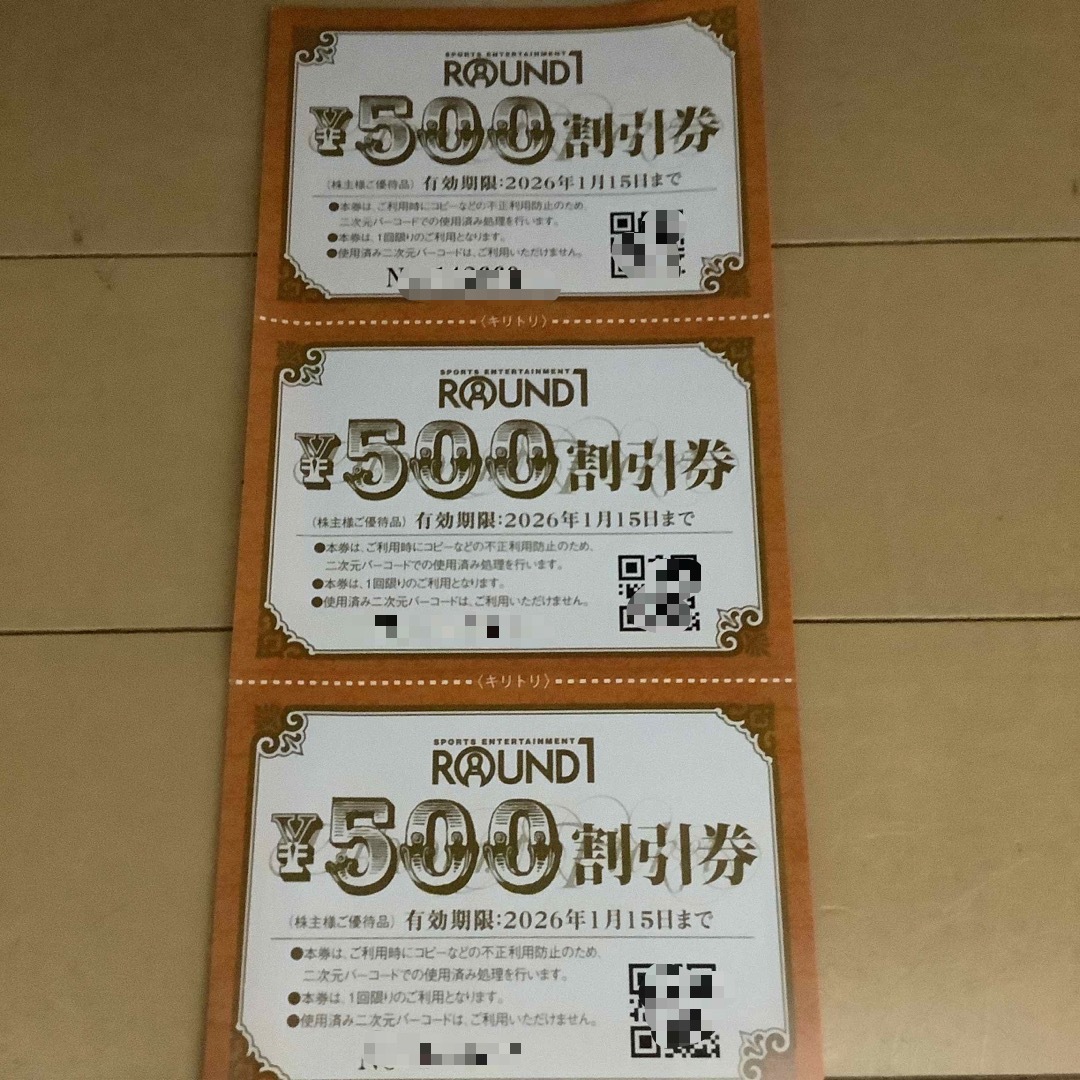 SPORTS ENTERTAINMENT
ROUND1
¥500割引券
(株主様ご優待品) 有効期限:2026年1月15日まで
●本券は、ご利用時にコピーなどの不正利用防止のため、
二次元バーコードでの使用済み処理を行います。
●本券は、1回限りのご利用となります。
●使用済み二次元バーコードは、ご利用いただけません。
〈キリトリ〉
SPORTS ENTERTAINMENT
ROUND1
¥500割引券
(株主様ご優待品) 有効期限:2026年1月15日まで
●本券は、ご利用時にコピーなどの不正利用防止のため、
二次元バーコードでの使用済み処理を行います。
●本券は、1回限りのご利用となります。
●使用済み二次元バーコードは、ご利用いただけません。
〈キリトリ〉
SPORTS ENTERTAINMENT
ROUND1
¥500割引券
(株主様ご優待品) 有効期限:2026年1月15日まで
●本券は、ご利用時にコピーなどの不正利用防止のため、
二次元バーコードでの使用済み処理を行います。
●本券は、1回限りのご利用となります。
●使用済み二次元バーコードは、ご利用いただけません。